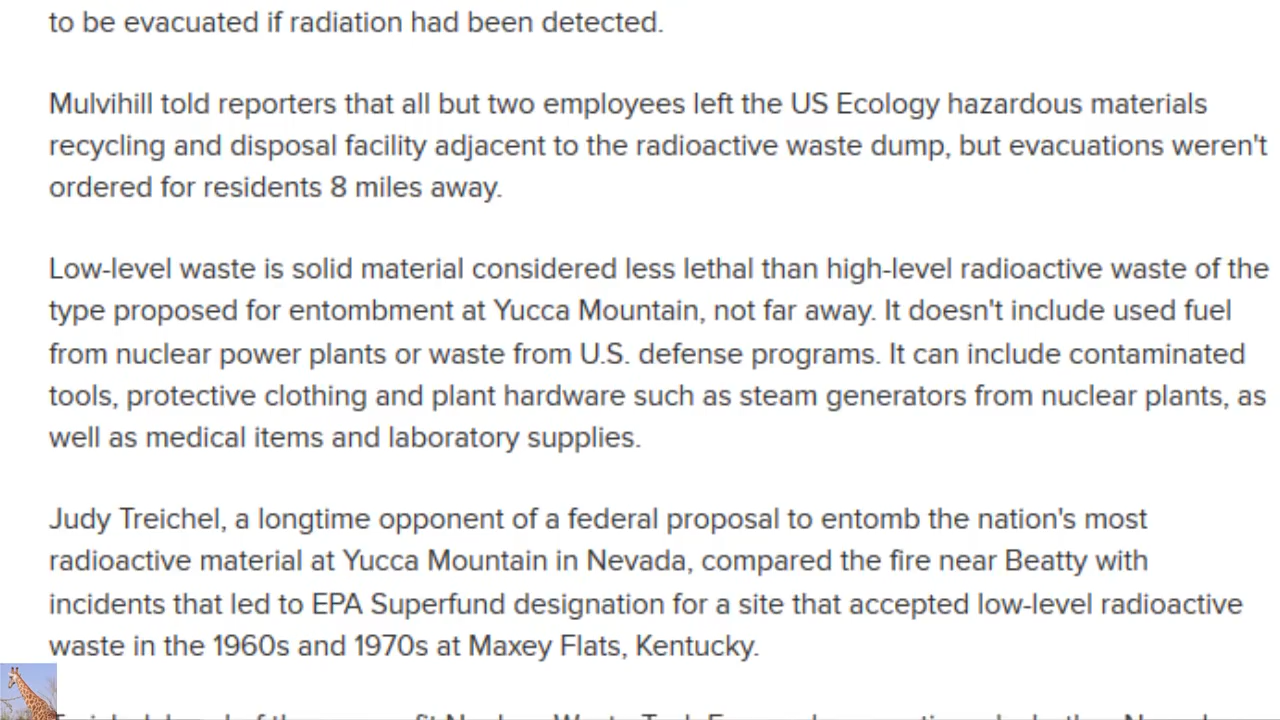 to be evacuated if radiation had been detected.
Mulvihill told reporters that all but two employees left the US Ecology hazardous materials
recycling and disposal facility adjacent to the radioactive waste dump, but evacuations weren't
ordered for residents 8 miles away.
Low-level waste is solid material considered less lethal than high-level radioactive waste of the
type proposed for entombment at Yucca Mountain, not far away. It doesn't include used fuel
from nuclear power plants or waste from U.S. defense programs. It can include contaminated
tools, protective clothing and plant hardware such as steam generators from nuclear plants, as
well as medical items and laboratory supplies.
Judy Treichel, a longtime opponent of a federal proposal to entomb the nation's most
radioactive material at Yucca Mountain in Nevada, compared the fire near Beatty with
incidents that led to EPA Superfund designation for a site that accepted low-level radioactive
waste in the 1960s and 1970s at Maxey Flats, Kentucky.